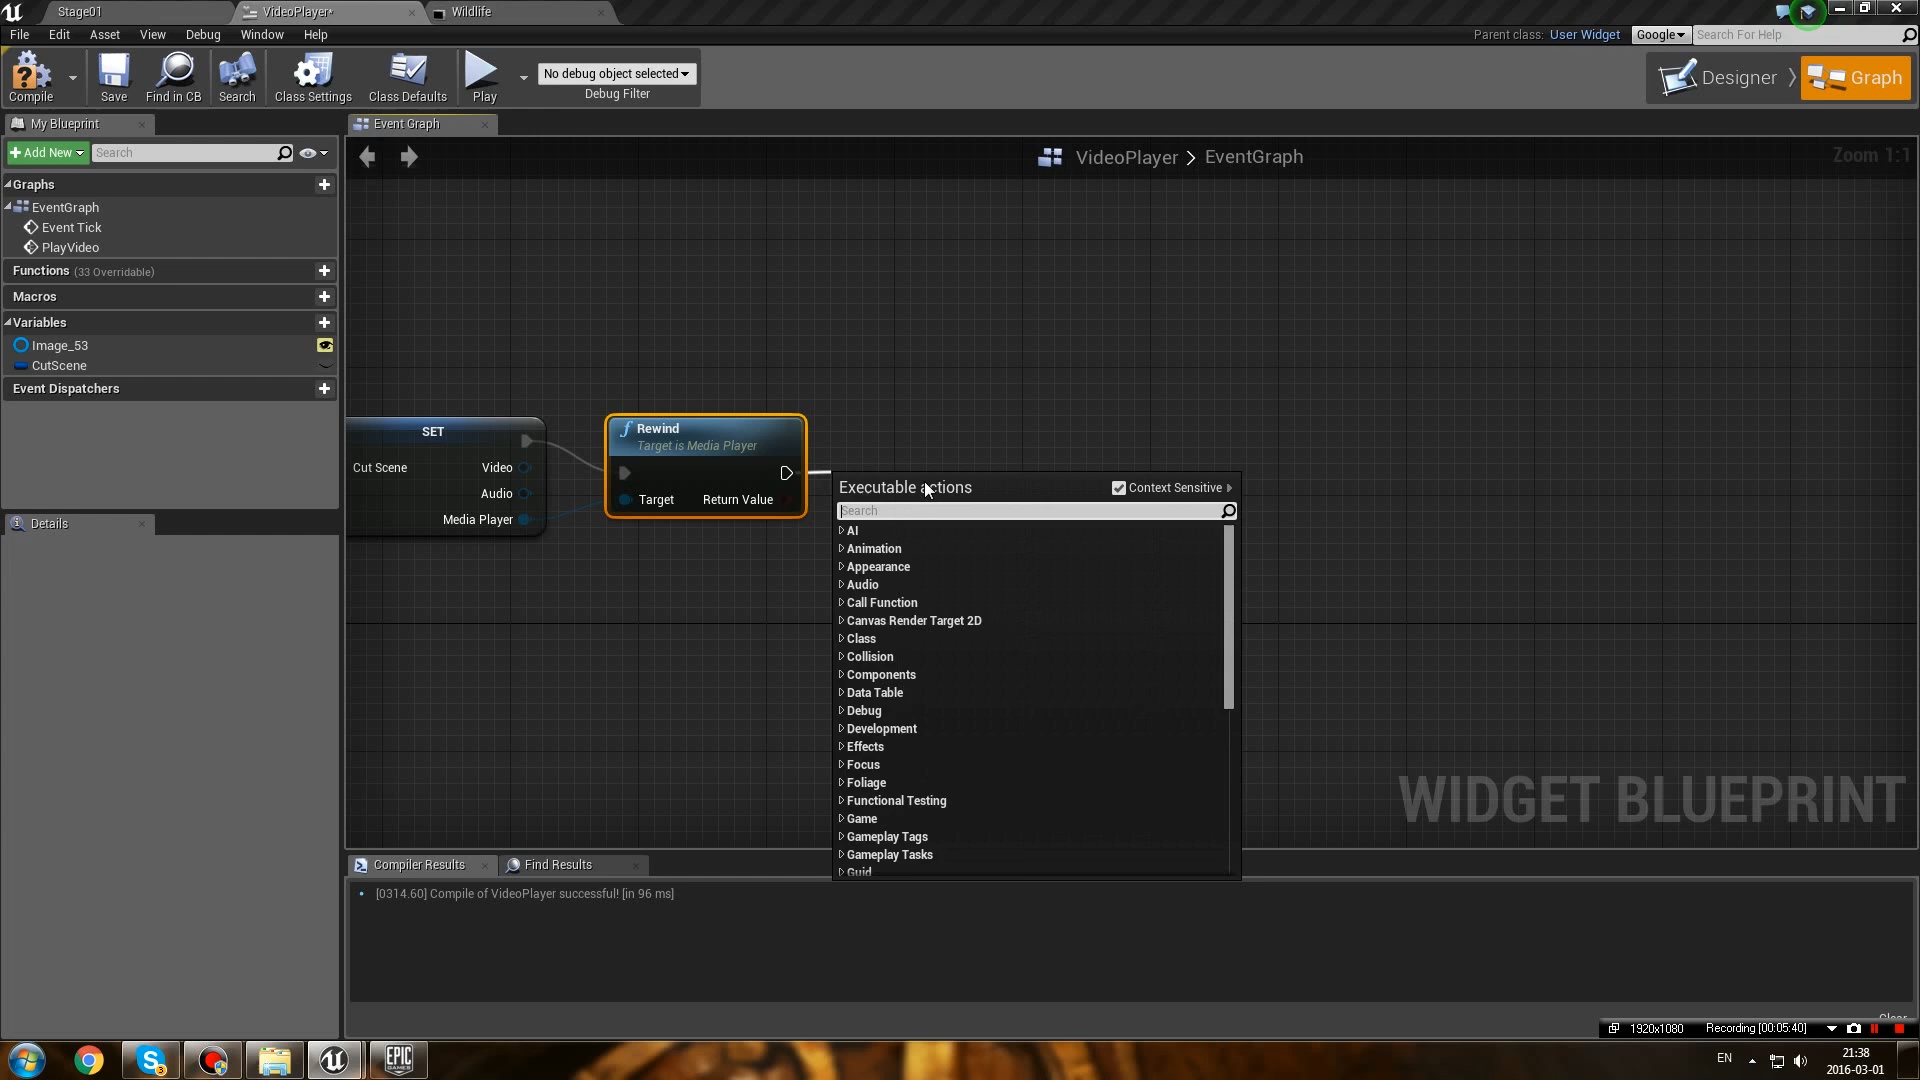 Stage01
VideoPlayer*
Wildlife
File Edit Asset View Debug Window Help
Parent class: User Widget
Google
Search For Help
Compile
Save
Find in CB
Search
Class Settings
Class Defaults
Play
No debug object selected
Debug Filter
Designer
Graph
My Blueprint
Event Graph
Add New
Search
VideoPlayer > EventGraph
Zoom 1:1
Graphs
EventGraph
Event Tick
PlayVideo
Functions (33 Overridable)
Macros
Variables
Image_53
CutScene
Event Dispatchers
Details
SET
Cut Scene
Video
Audio
Media Player
Rewind
Target is Media Player
Target
Return Value
Executable actions
Context Sensitive
Search
AI
Animation
Appearance
Audio
Call Function
Canvas Render Target 2D
Class
Collision
Components
Data Table
Debug
Development
Effects
Focus
Foliage
Functional Testing
Game
Gameplay Tags
Gameplay Tasks
Guid
WIDGET BLUEPRINT
Compiler Results
Find Results
[0314.60] Compile of VideoPlayer successful! [in 96 ms]
Clear
1920x1080
Recording [00:05:40]
3
EPIC
GAMES
EN
21:38
2016-03-01